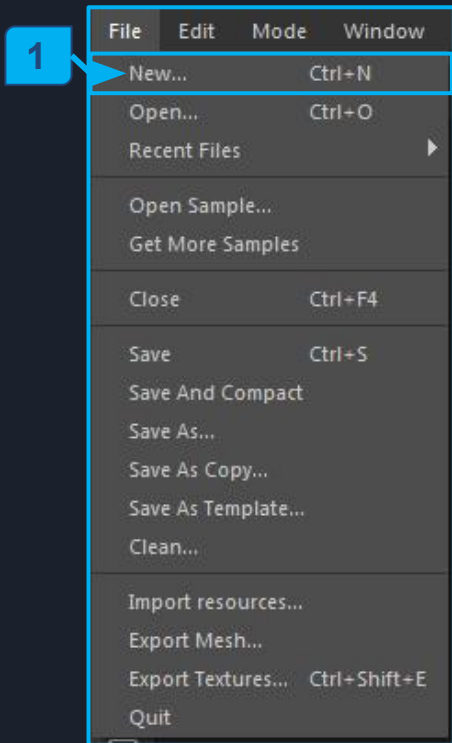 File Edit Mode Window
1
New... Ctrl+N
Open... Ctrl+O
Recent Files
Open Sample...
Get More Samples
Close Ctrl+F4
Save Ctrl+S
Save And Compact
Save As...
Save As Copy...
Save As Template...
Clean...
Import resources...
Export Mesh...
Export Textures... Ctrl+Shift+E
Quit